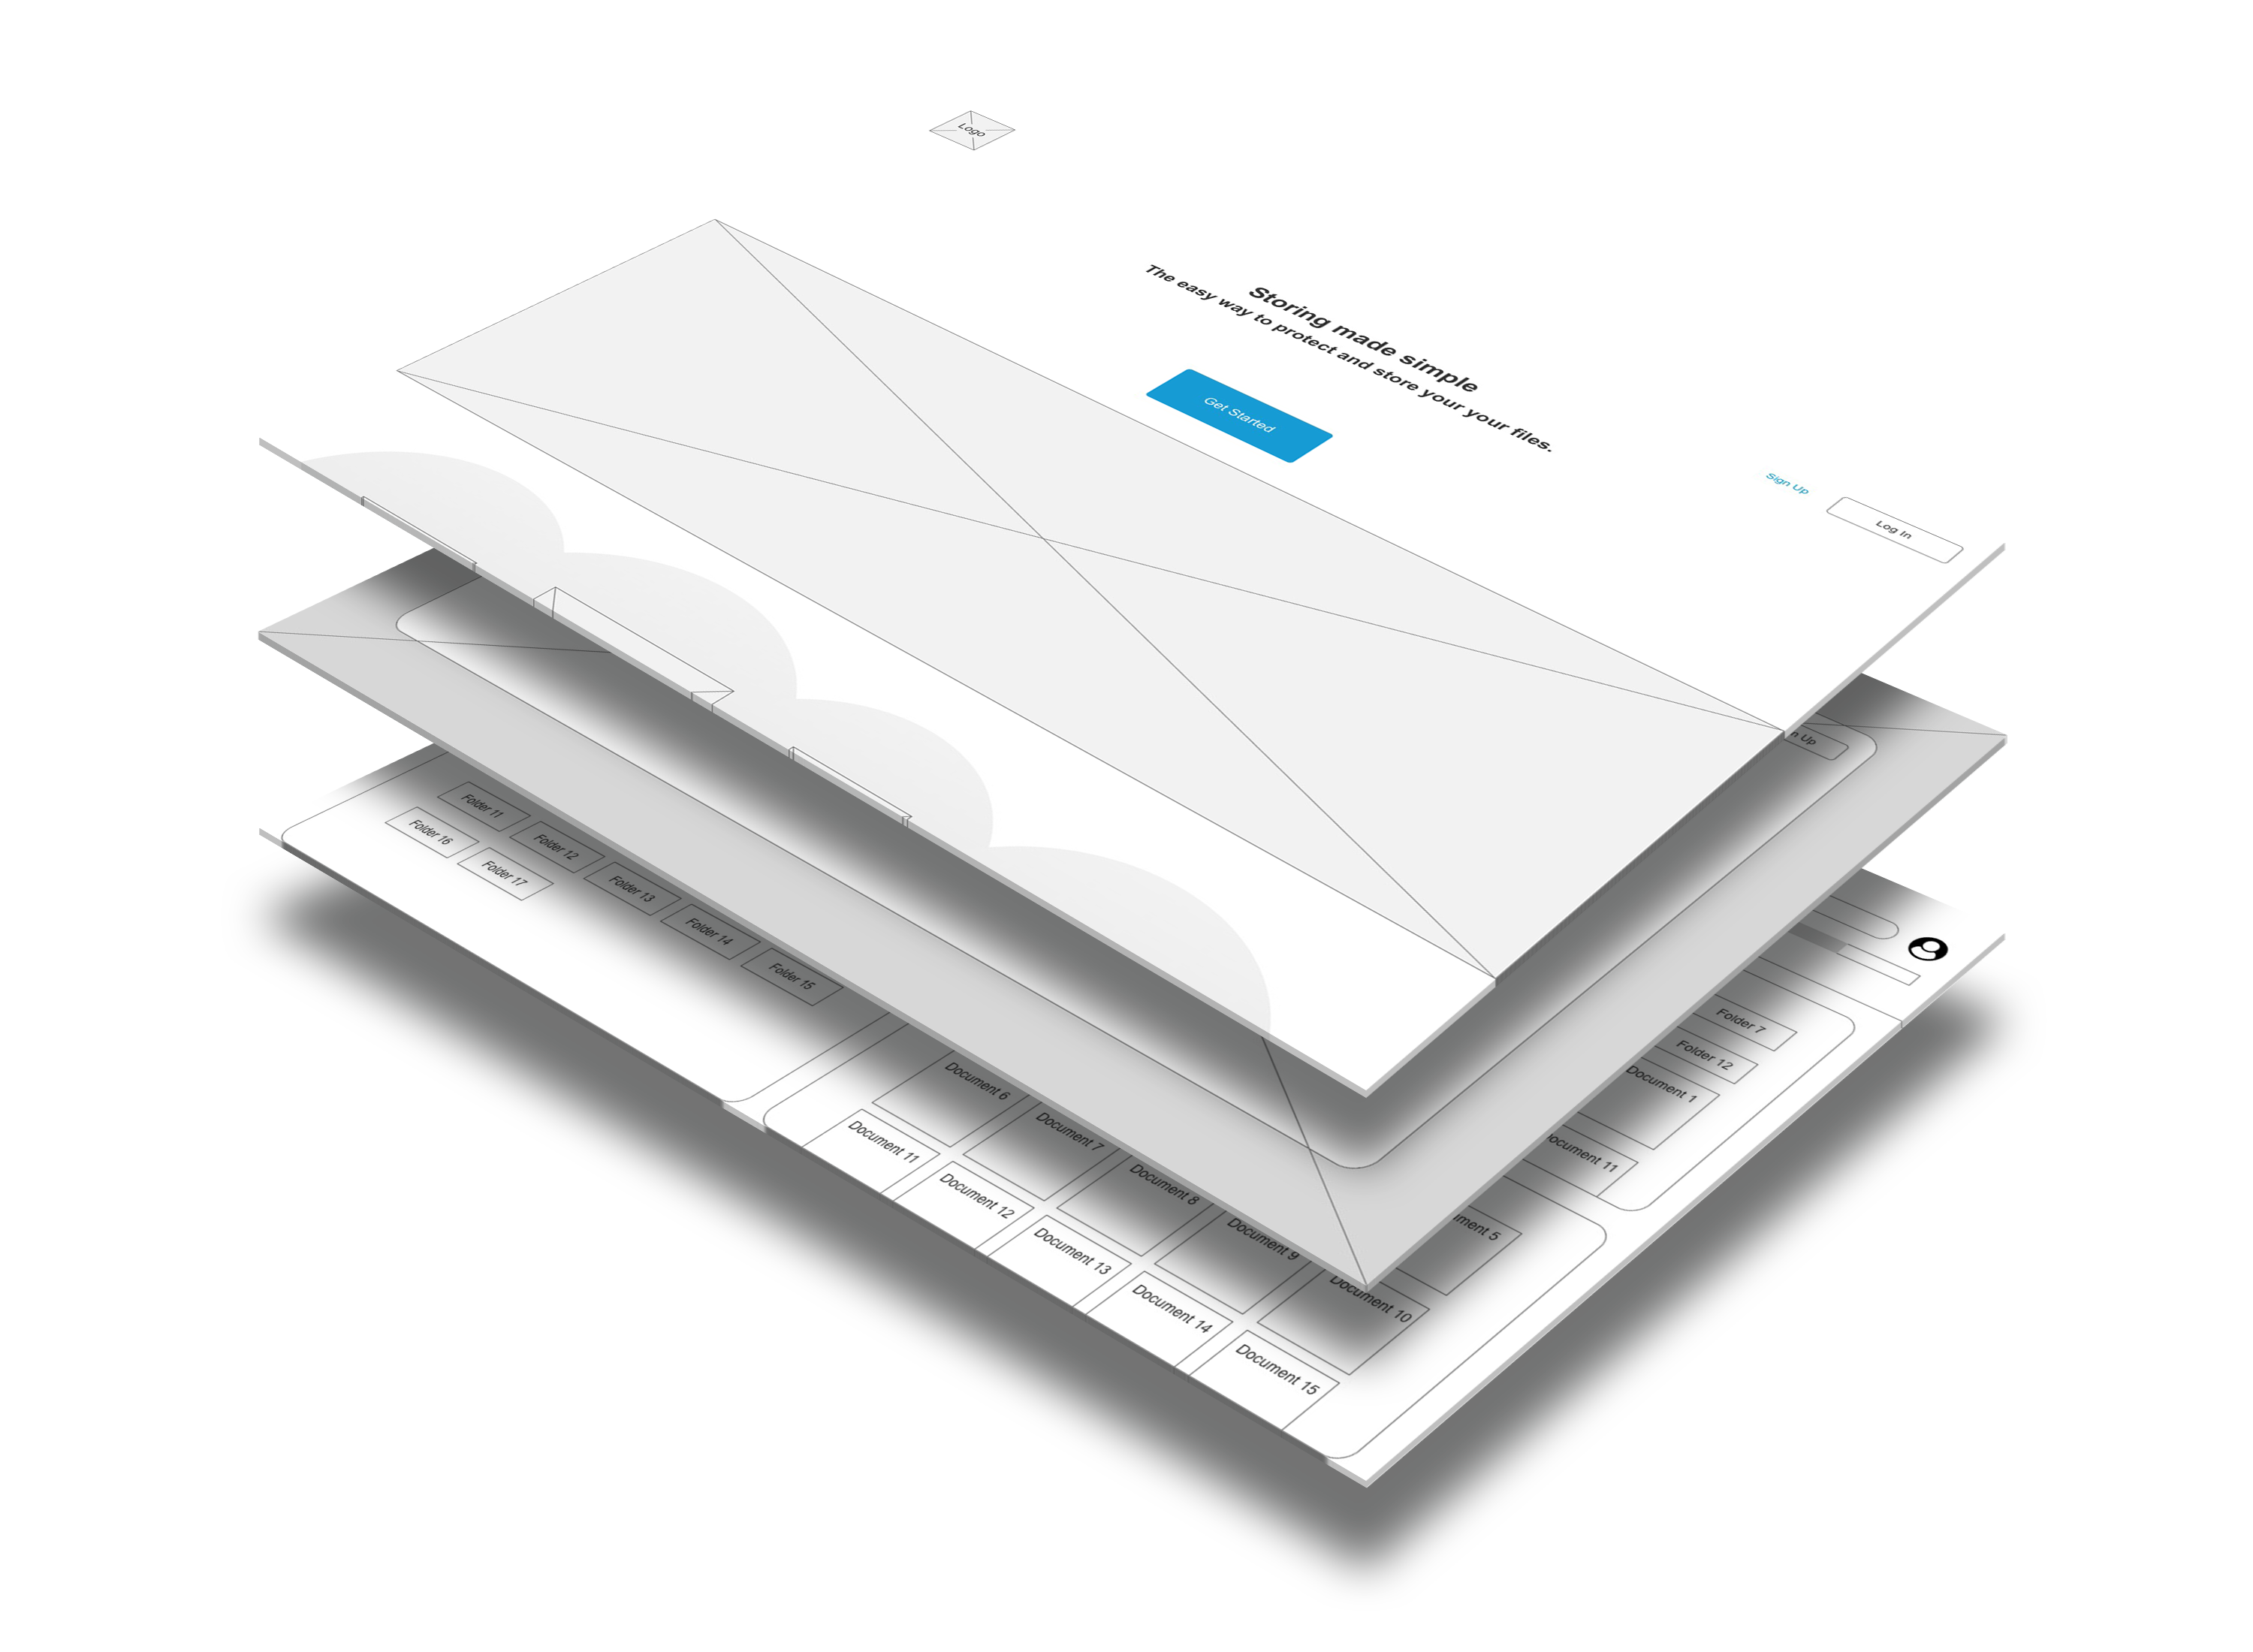 Logo
Storing made simple
The easy way to protect and store your your files.
Get Started
Sign Up
Log In
n Up
Folder 11
Folder 12
Folder 13
Folder 14
Folder 15
Folder 16
Folder 17
Folder 7
Folder 12
Document 1
ocument 11
ument 5
Document 6
Document 7
Document 8
Document 9
Document 10
Document 11
Document 12
Document 13
Document 14
Document 15